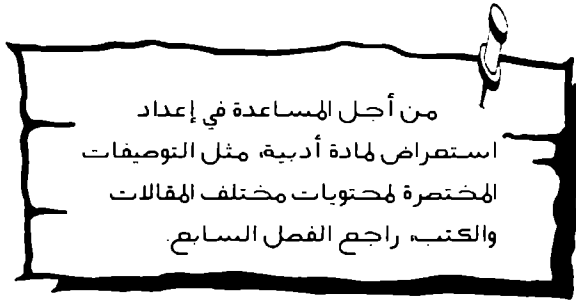 من أجل المساعدة في إعداد
استعراض لمادة أدبية، مثل التوصيفات
المختصرة لمحتويات مختلف المقالات
والكتب، راجع الفصل السابع.